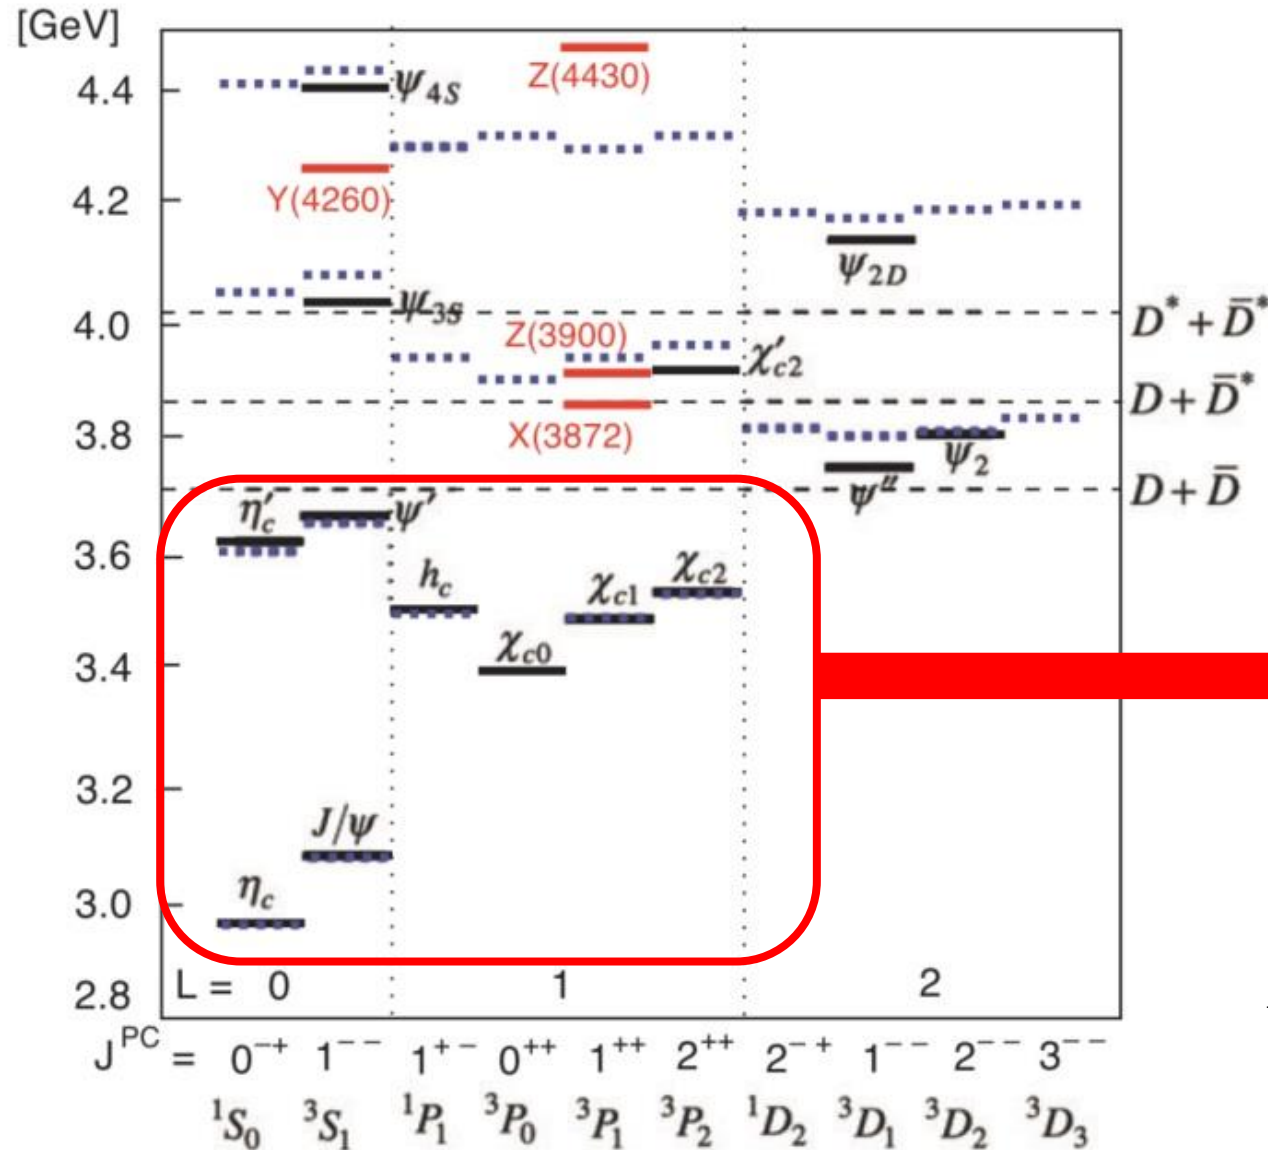 [GeV]
4.4
ψ4S
Z(4430)
4.2
Y(4260)
ψ2D
4.0
ψ3S
Z(3900)
χ′c2
D* + D̄*
D + D̄*
3.8
X(3872)
ψ2
ψ″
D + D̄
η′c
ψ′
3.6
hc
χc1
χc2
χc0
3.4
3.2
J/ψ
ηc
3.0
2.8
L = 0 1 2
J^PC = 0⁻⁺ 1⁻⁻ 1⁺⁻ 0⁺⁺ 1⁺⁺ 2⁺⁺ 2⁻⁺ 1⁻⁻ 2⁻⁻ 3⁻⁻
¹S₀ ³S₁ ¹P₁ ³P₀ ³P₁ ³P₂ ¹D₂ ³D₁ ³D₂ ³D₃